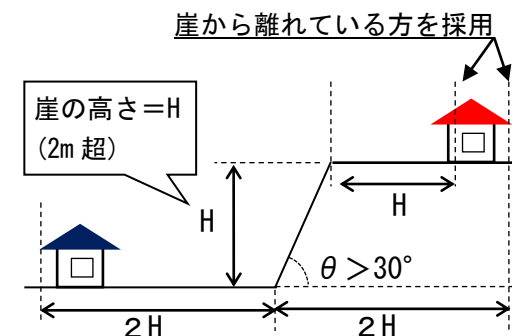 崖から離れている方を採用
崖の高さ＝H
(2m 超)
H
H
θ＞30°
２H
２H